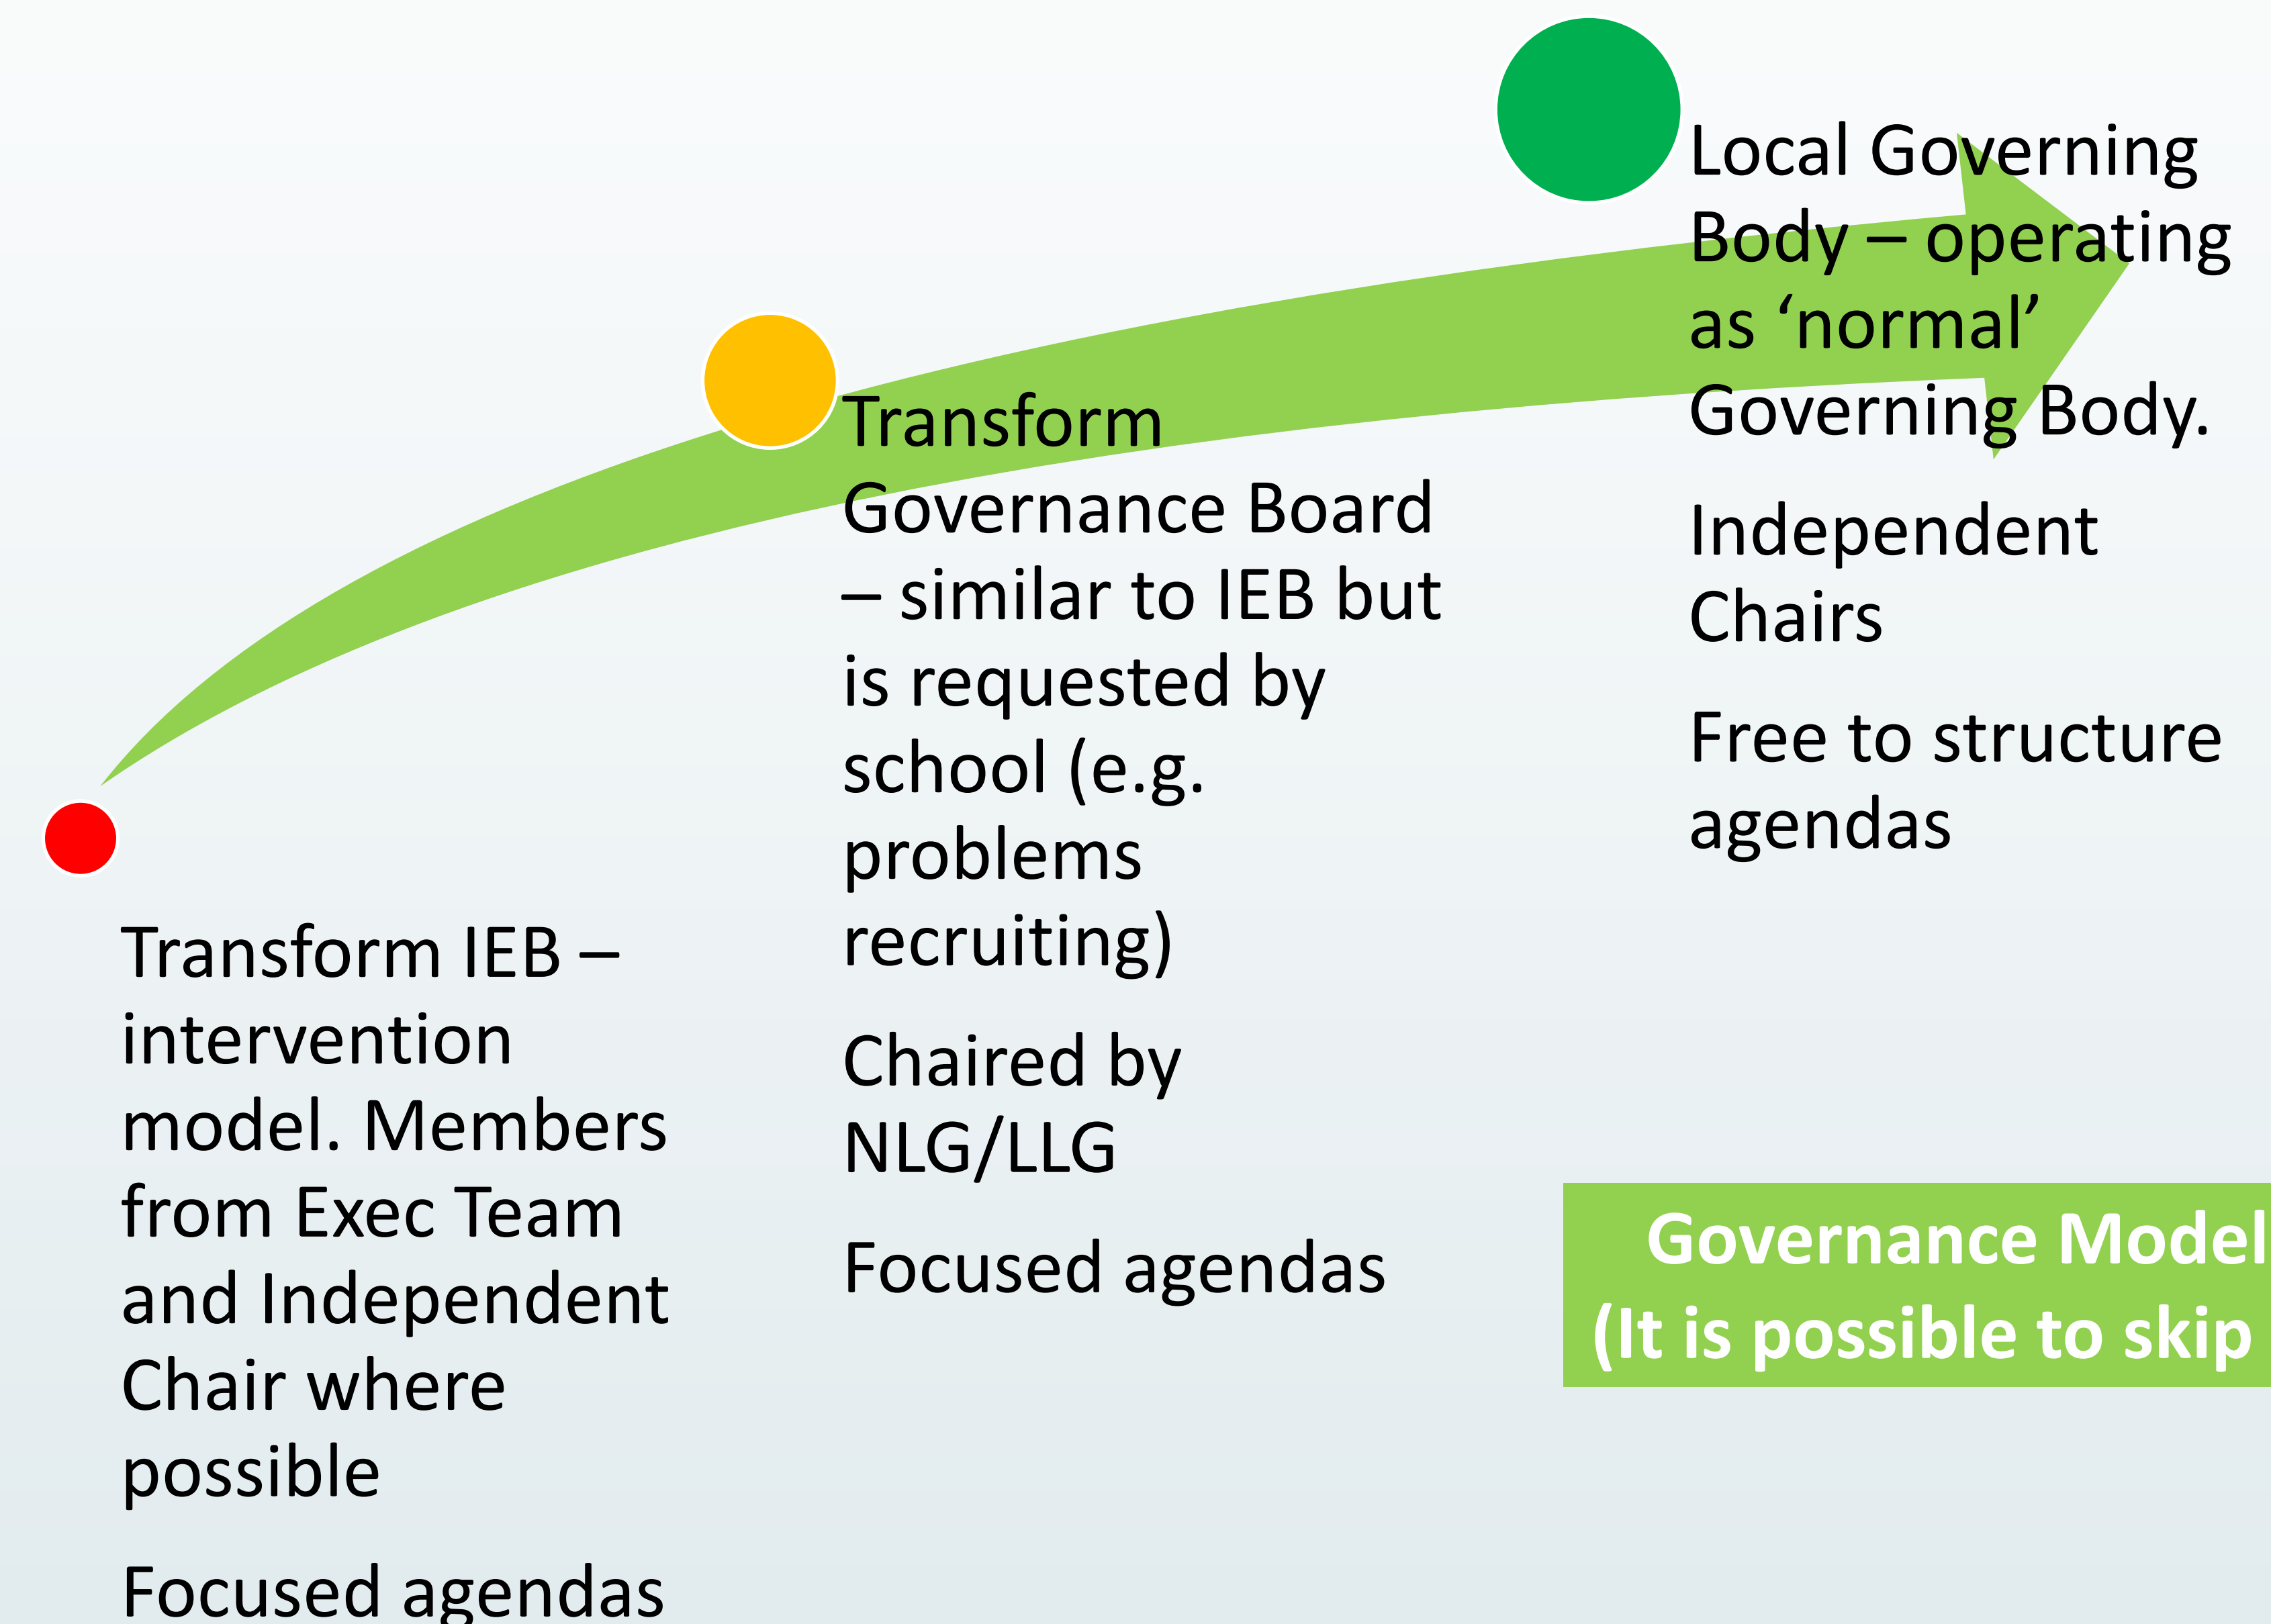 Transform IEB –
intervention
model. Members
from Exec Team
and Independent
Chair where
possible
Focused agendas
Transform
Governance Board
– similar to IEB but
is requested by
school (e.g.
problems
recruiting)
Chaired by
NLG/LLG
Focused agendas
Local Governing
Body – operating
as ‘normal’
Governing Body.
Independent
Chairs
Free to structure
agendas
Governance Model
(It is possible to skip